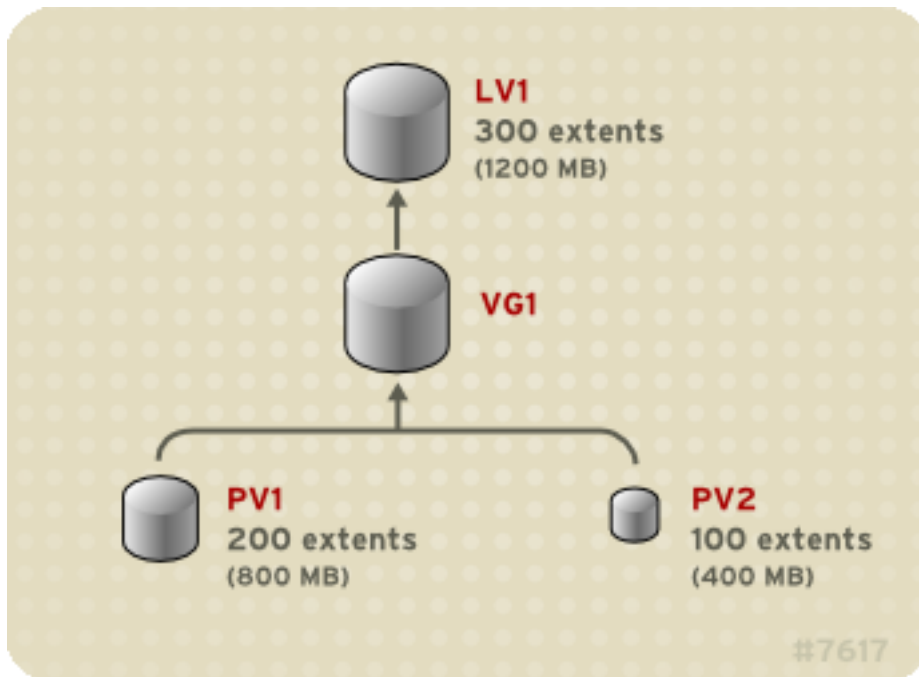 LV1
300 extents
(1200 MB)
VG1
PV1
200 extents
(800 MB)
PV2
100 extents
(400 MB)
#7617